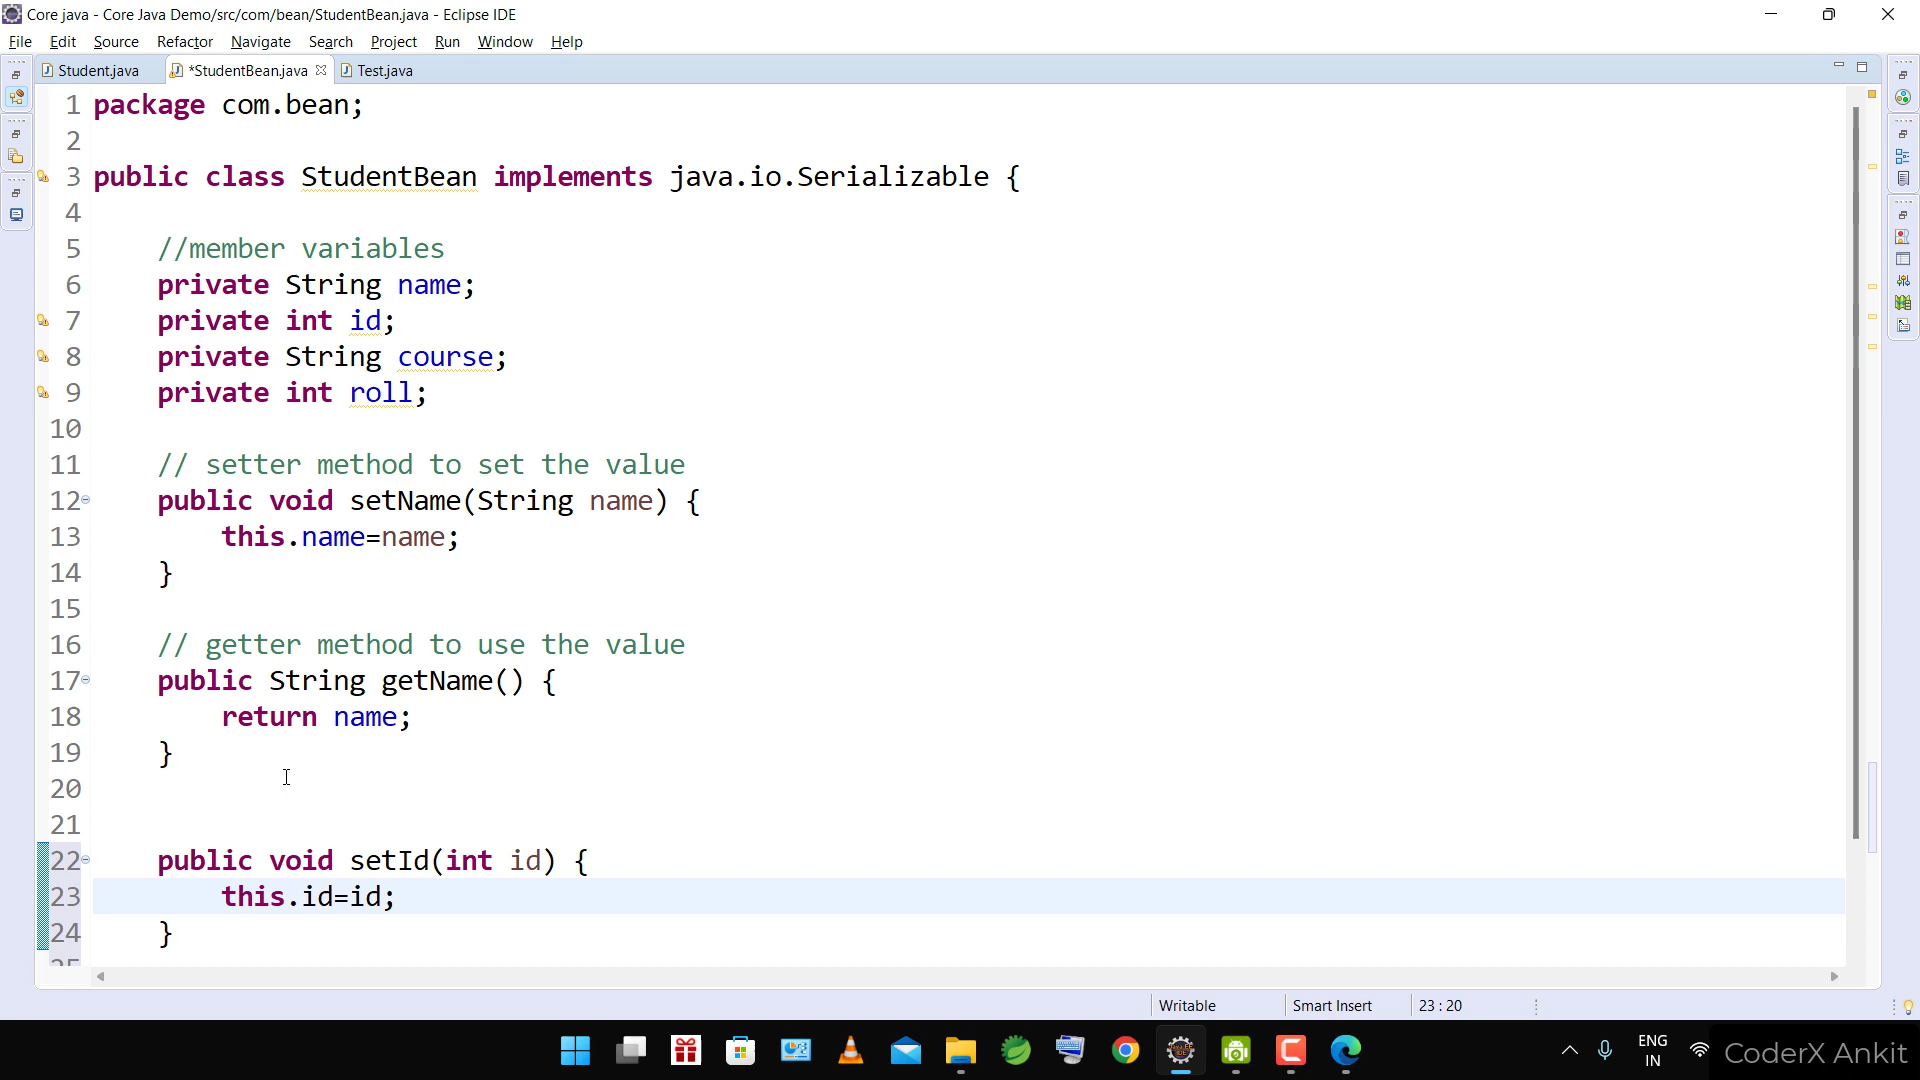 Core java - Core Java Demo/src/com/bean/StudentBean.java - Eclipse IDE
File Edit Source Refactor Navigate Search Project Run Window Help
Student.java *StudentBean.java Test.java
1 package com.bean;
2
3 public class StudentBean implements java.io.Serializable {
4
5 //member variables
6 private String name;
7 private int id;
8 private String course;
9 private int roll;
10
11 // setter method to set the value
12 public void setName(String name) {
13 this.name=name;
14 }
15
16 // getter method to use the value
17 public String getName() {
18 return name;
19 }
20
21
22 public void setId(int id) {
23 this.id=id;
24 }
25
Writable Smart Insert 23 : 20
ENG
IN
CoderX Ankit